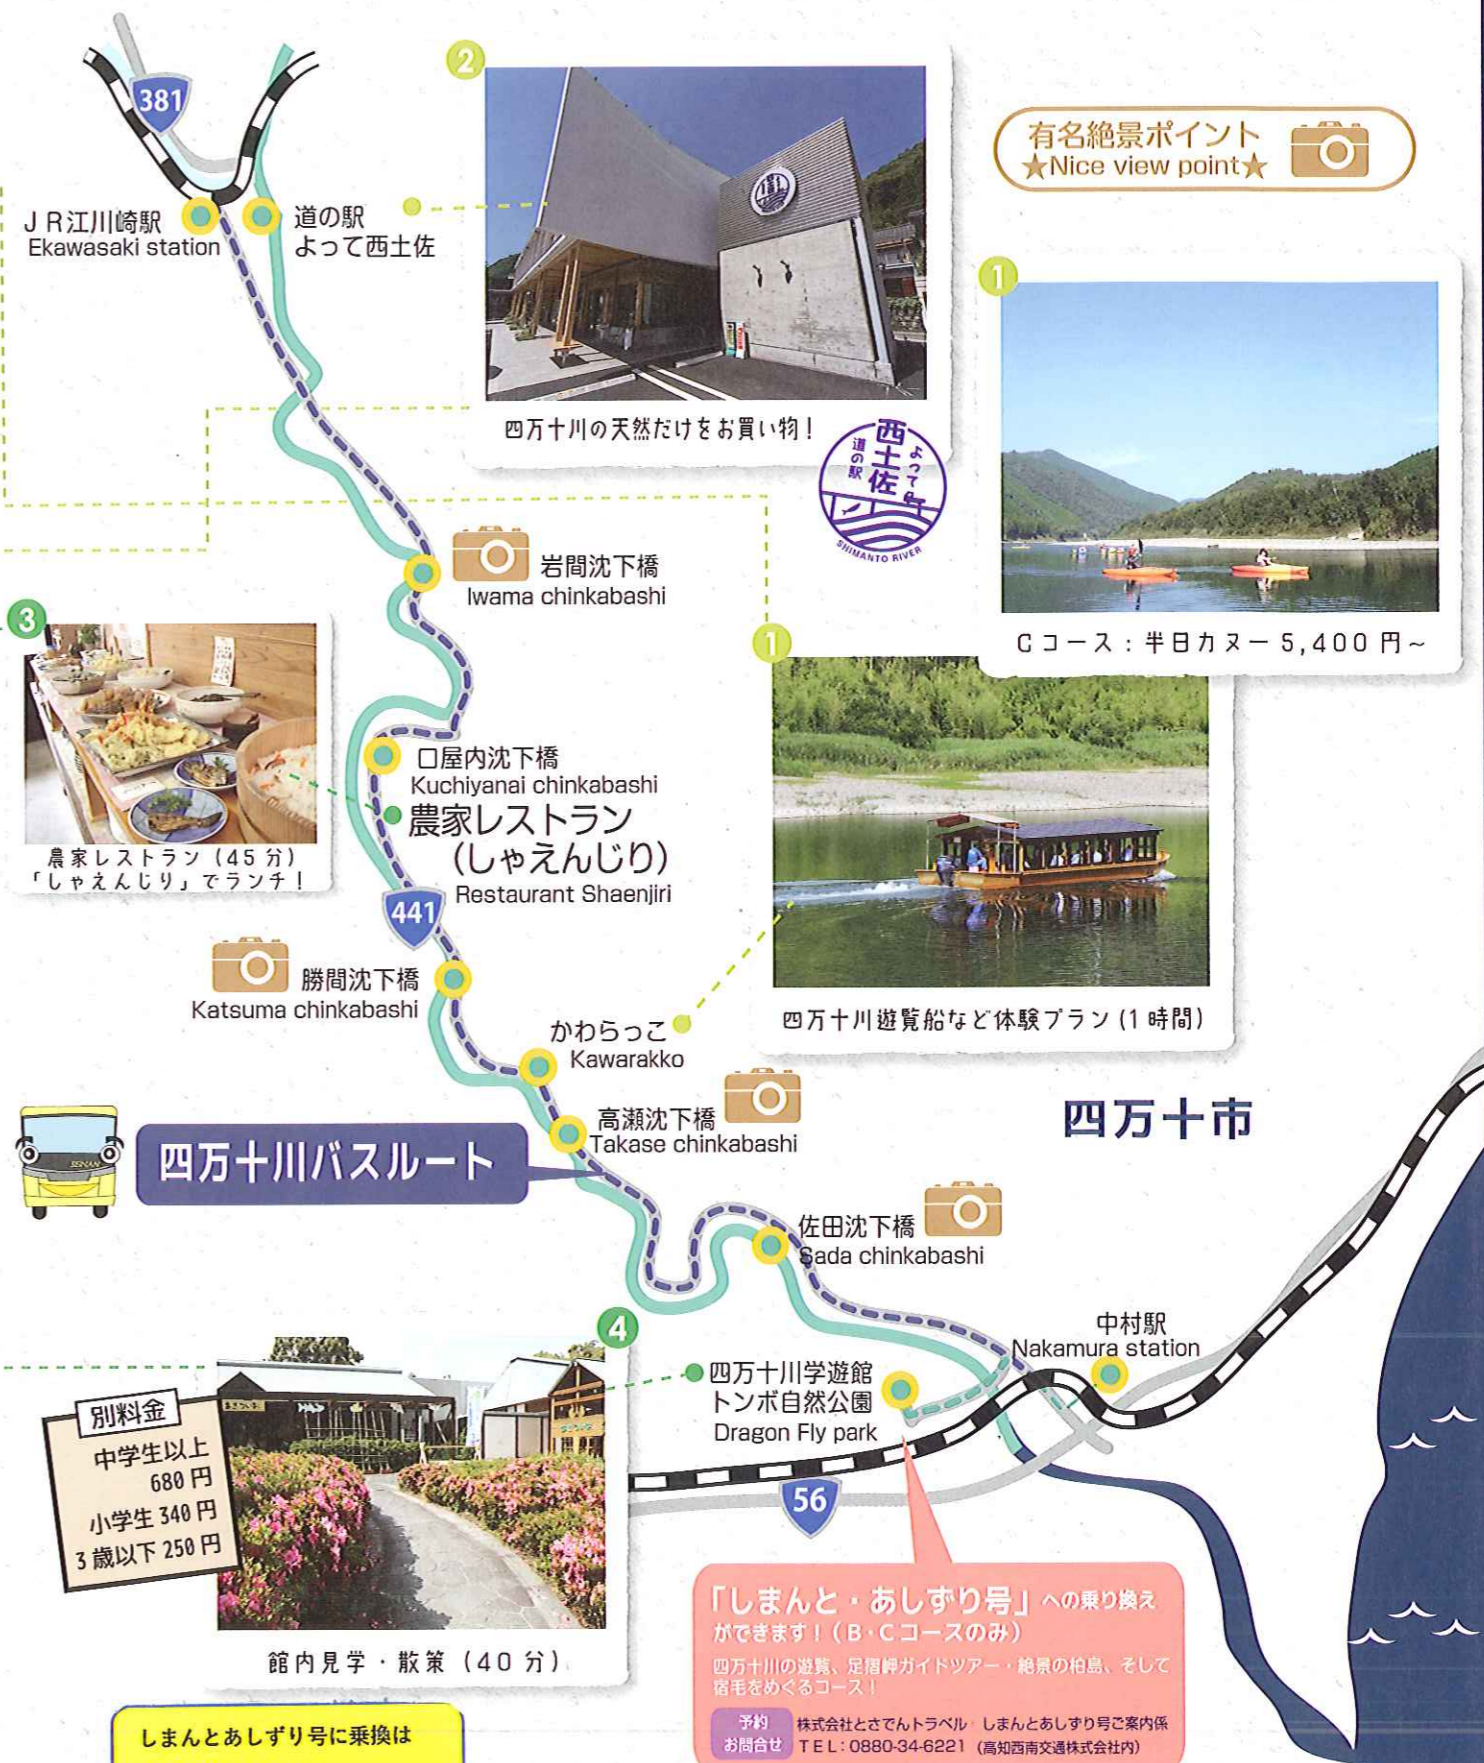 381
JR江川崎駅
Ekawasaki station
道の駅
よって西土佐
2
四万十川の天然だけをお買い物!
よって
西土佐
道の駅
SHIMANTO RIVER
有名絶景ポイント
★Nice view point★
1
Cコース:半日カヌー 5,400 円~
岩間沈下橋
Iwama chinkabashi
3
農家レストラン(45 分)
「しゃえんじり」でランチ!
口屋内沈下橋
Kuchiyanai chinkabashi
農家レストラン
(しゃえんじり)
Restaurant Shaenjiri
441
1
四万十川遊覧船など体験プラン(1 時間)
勝間沈下橋
Katsuma chinkabashi
かわらっこ
Kawarakko
高瀬沈下橋
Takase chinkabashi
四万十市
SEINAN
四万十川バスルート
佐田沈下橋
Sada chinkabashi
中村駅
Nakamura station
4
四万十川学遊館
トンボ自然公園
Dragon Fly park
別料金
中学生以上
680 円
小学生 340 円
3 歳以下 250 円
あきついお
館内見学・散策(40 分)
56
「しまんと・あしずり号」への乗り換え
ができます!(B・Cコースのみ)
四万十川の遊覧、足摺岬ガイドツアー・絶景の柏島、そして
宿毛をめぐるコース!
予約
お問合せ
株式会社とさでんトラベル しまんとあしずり号ご案内係
TEL:0880-34-6221 (高知西南交通株式会社内)
しまんとあしずり号に乗換は